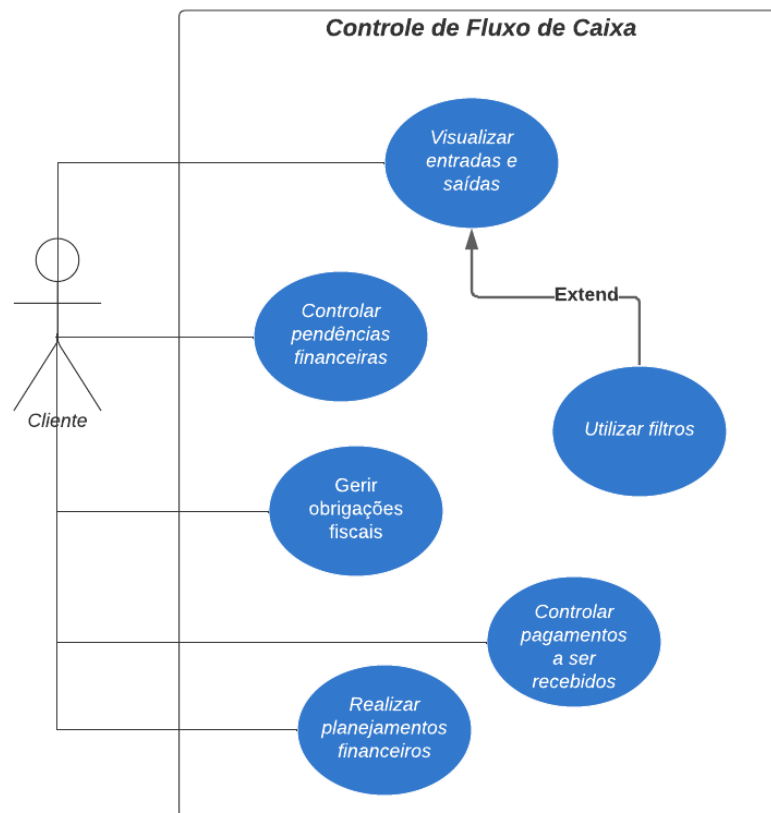 Controle de Fluxo de Caixa
Visualizar
entradas e
saídas
Extend
Controlar
pendências
financeiras
Cliente
Utilizar filtros
Gerir
obrigações
fiscais
Controlar
pagamentos
a ser
recebidos
Realizar
planejamentos
financeiros